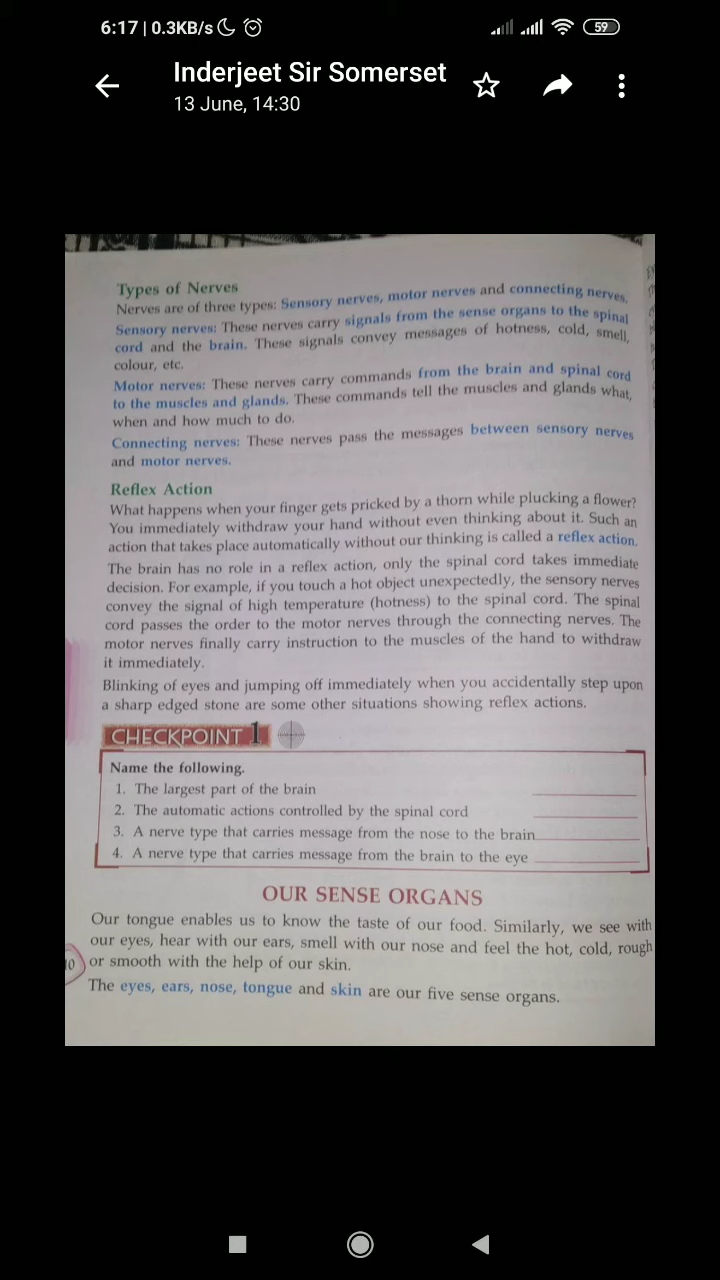 6:17 | 0.3KB/s
59
Inderjeet Sir Somerset
13 June, 14:30
Types of Nerves
Nerves are of three types: Sensory nerves, motor nerves and connecting nerves.
Sensory nerves: These nerves carry signals from the sense organs to the spinal
cord and the brain. These signals convey messages of hotness, cold, smell,
colour, etc.
Motor nerves: These nerves carry commands from the brain and spinal cord
to the muscles and glands. These commands tell the muscles and glands what,
when and how much to do.
Connecting nerves: These nerves pass the messages between sensory nerves
and motor nerves.
Reflex Action
What happens when your finger gets pricked by a thorn while plucking a flower?
You immediately withdraw your hand without even thinking about it. Such an
action that takes place automatically without our thinking is called a reflex action.
The brain has no role in a reflex action, only the spinal cord takes immediate
decision. For example, if you touch a hot object unexpectedly, the sensory nerves
convey the signal of high temperature (hotness) to the spinal cord. The spinal
cord passes the order to the motor nerves through the connecting nerves. The
motor nerves finally carry instruction to the muscles of the hand to withdraw
it immediately.
Blinking of eyes and jumping off immediately when you accidentally step upon
a sharp edged stone are some other situations showing reflex actions.
CHECKPOINT 1
Name the following.
1. The largest part of the brain
2. The automatic actions controlled by the spinal cord
3. A nerve type that carries message from the nose to the brain
4. A nerve type that carries message from the brain to the eye
OUR SENSE ORGANS
Our tongue enables us to know the taste of our food. Similarly, we see with
our eyes, hear with our ears, smell with our nose and feel the hot, cold, rough
10 or smooth with the help of our skin.
The eyes, ears, nose, tongue and skin are our five sense organs.